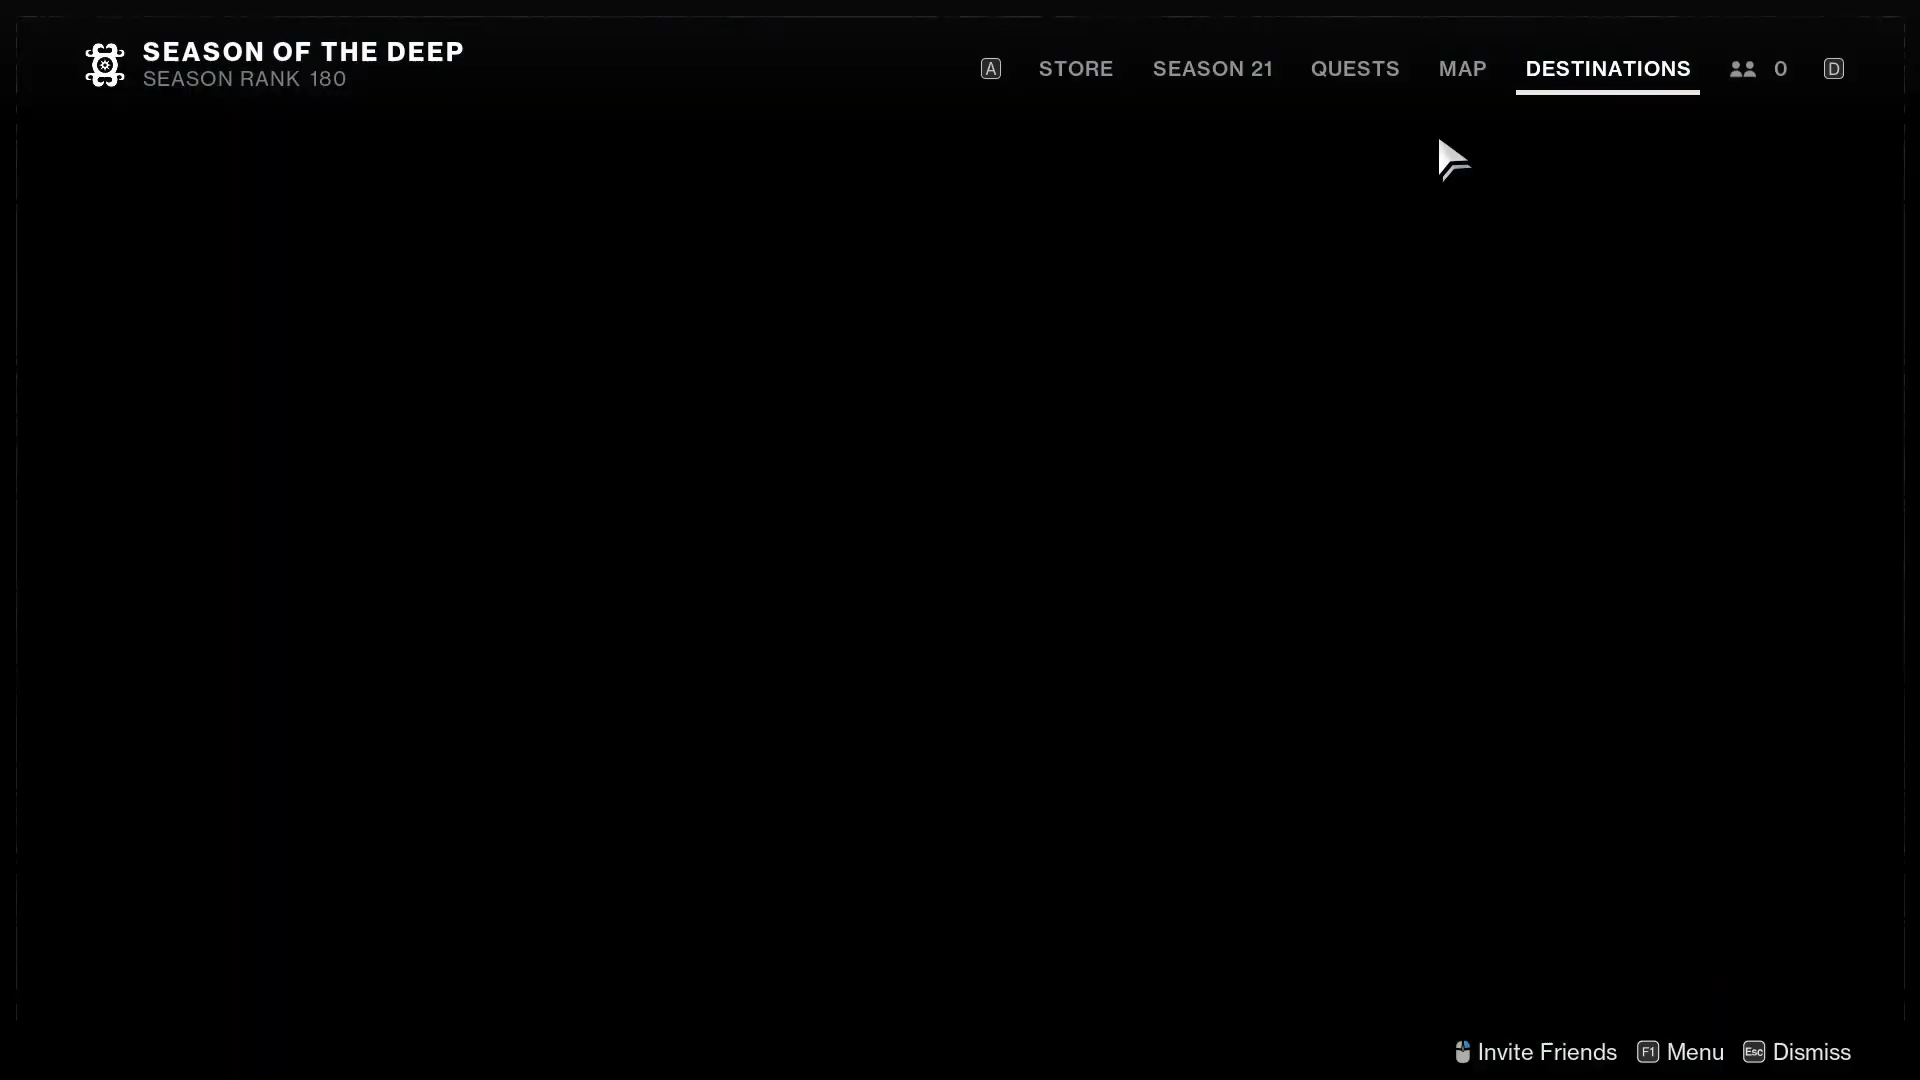 SEASON OF THE DEEP
SEASON RANK 180
A STORE SEASON 21 QUESTS MAP DESTINATIONS 0 D
Invite Friends F1 Menu Esc Dismiss